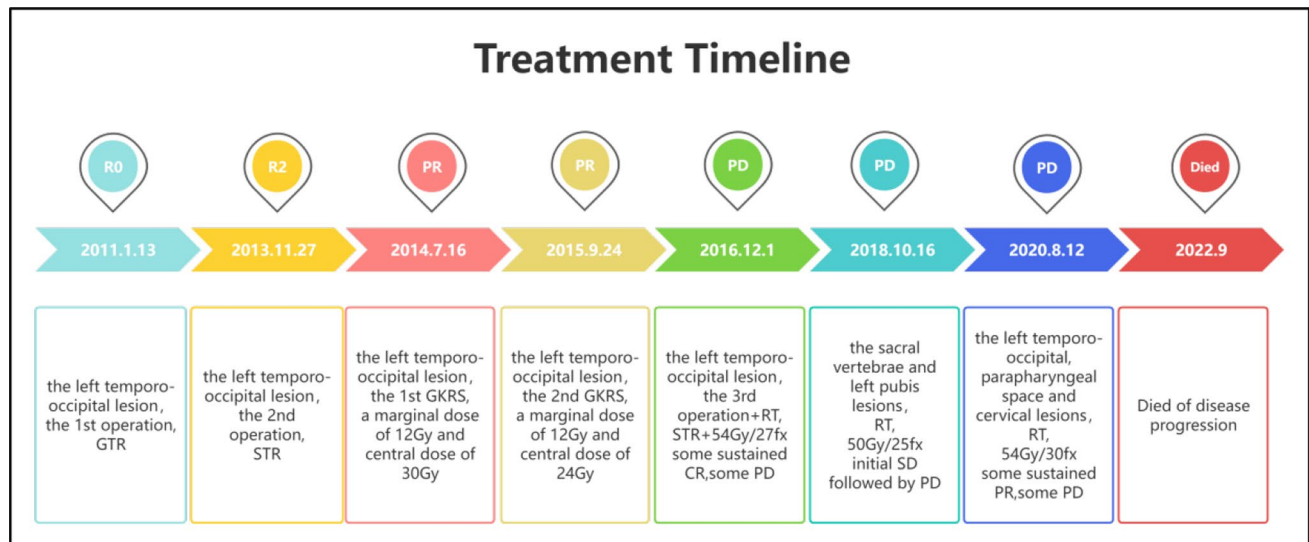 Treatment Timeline
R0
R2
PR
PR
PD
PD
PD
Died
2011.1.13
2013.11.27
2014.7.16
2015.9.24
2016.12.1
2018.10.16
2020.8.12
2022.9
the left temporo-
occipital lesion,
the 1st operation,
GTR
the left temporo-
occipital lesion,
the 2nd
operation,
STR
the left temporo-
occipital lesion,
the 1st GKRS,
a marginal dose
of 12Gy and
central dose of
30Gy
the left temporo-
occipital lesion,
the 2nd GKRS,
a marginal dose
of 12Gy and
central dose of
24Gy
the left temporo-
occipital lesion,
the 3rd
operation+RT,
STR+54Gy/27fx
some sustained
CR,some PD
the sacral
vertebrae and
left pubis
lesions,
RT,
50Gy/25fx
initial SD
followed by PD
the left temporo-
occipital,
parapharyngeal
space and
cervical lesions,
RT,
54Gy/30fx
some sustained
PR,some PD
Died of disease
progression